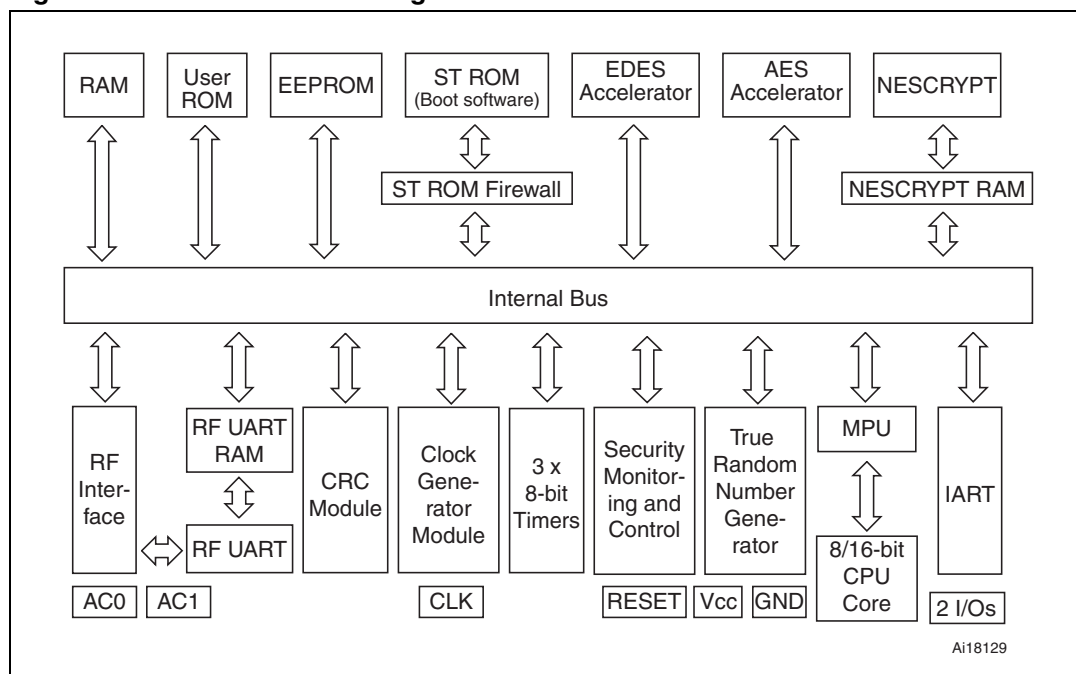 RAM
User
ROM
EEPROM
ST ROM
(Boot software)
EDES
Accelerator
AES
Accelerator
NESCRYPT
ST ROM Firewall
NESCRYPT RAM
Internal Bus
RF
Inter-
face
RF UART
RAM
RF UART
CRC
Module
Clock
Gene-
rator
Module
3 x
8-bit
Timers
Security
Monitor-
ing and
Control
True
Random
Number
Gene-
rator
MPU
8/16-bit
CPU
Core
IART
AC0
AC1
CLK
RESET
Vcc
GND
2 I/Os
Ai18129